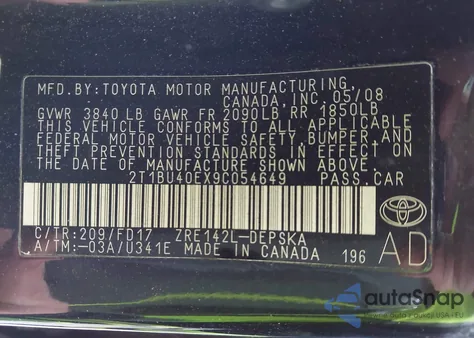 MFD.BY:TOYOTA MOTOR MANUFACTURING,
CANADA, INC. 05/08
GVWR 3840 LB GAWR FR 2090LB RR 1850LB
THIS VEHICLE CONFORMS TO ALL APPLICABLE
FEDERAL MOTOR VEHICLE SAFETY, BUMPER, AND
THEFT PREVENTION STANDARDS IN EFFECT ON
THE DATE OF MANUFACTURE SHOWN ABOVE.
2T1BU40EX9C054649 PASS.CAR
C/TR:209/FD17 ZRE142L-DEPSKA
A/TM:-03A/U341E MADE IN CANADA 196
TOYOTA
AD
autoSnap